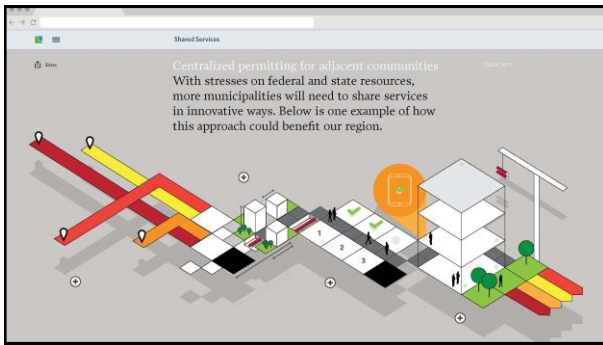 Shared Services
Share
Centralized permitting for adjacent communities
With stresses on federal and state resources,
more municipalities will need to share services
in innovative ways. Below is one example of how
this approach could benefit our region.
1
2
3